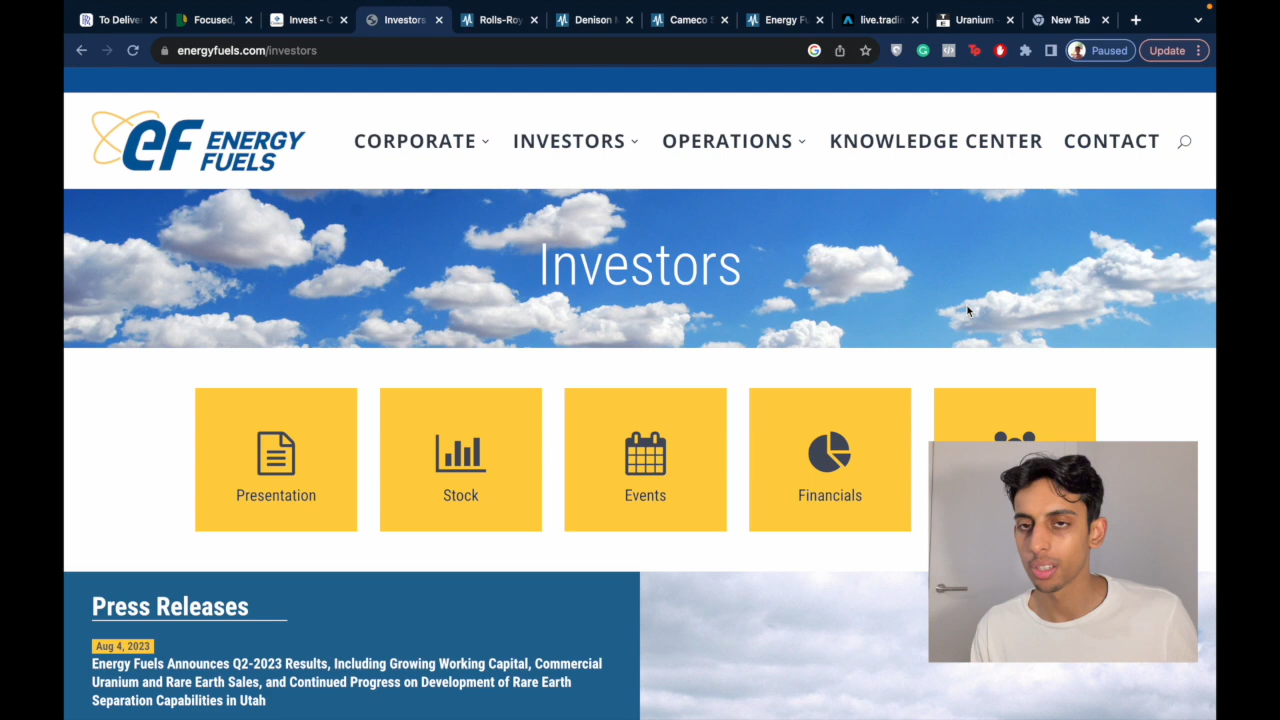 To Deliver
Focused,
Invest - C
Investors
Rolls-Roy
Denison
Cameco S
Energy Fu
live.tradin
Uranium
New Tab
energyfuels.com/investors
Paused
Update
ef ENERGY
FUELS
CORPORATE
INVESTORS
OPERATIONS
KNOWLEDGE CENTER
CONTACT
Investors
Presentation
Stock
Events
Financials
Press Releases
Aug 4, 2023
Energy Fuels Announces Q2-2023 Results, Including Growing Working Capital, Commercial
Uranium and Rare Earth Sales, and Continued Progress on Development of Rare Earth
Separation Capabilities in Utah